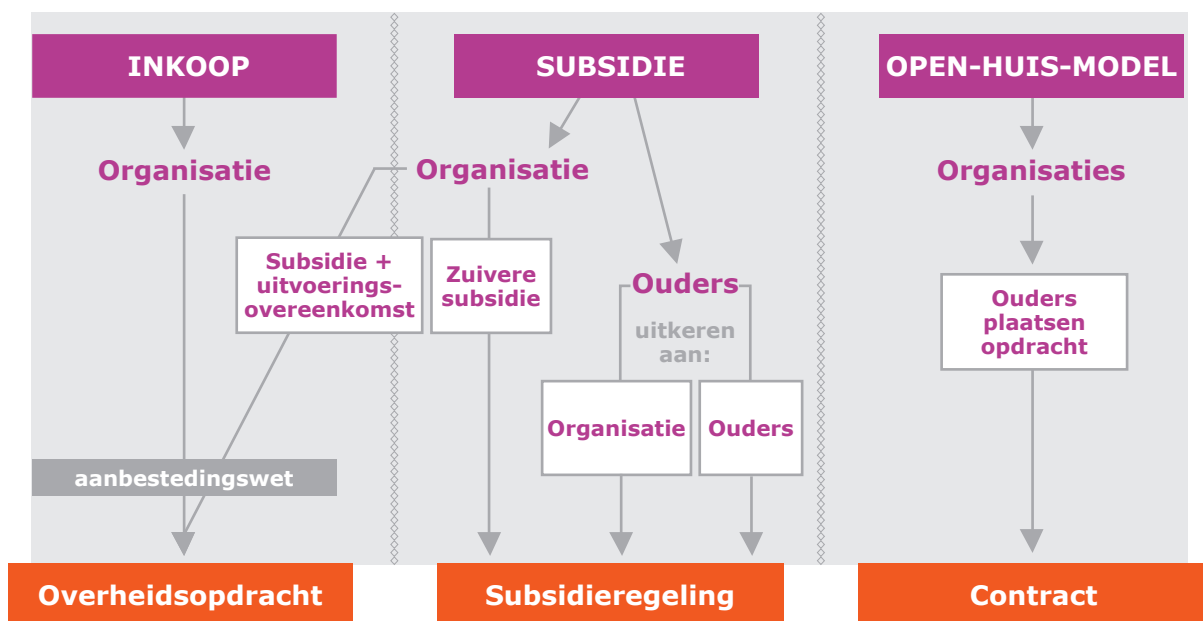 INKOOP
SUBSIDIE
OPEN-HUIS-MODEL
Organisatie
Organisatie
Organisaties
Subsidie +
uitvoerings-
overeenkomst
Zuivere
subsidie
Ouders
uitkeren
aan:
Ouders
plaatsen
opdracht
Organisatie
Ouders
aanbestedingswet
Overheidsopdracht
Subsidieregeling
Contract